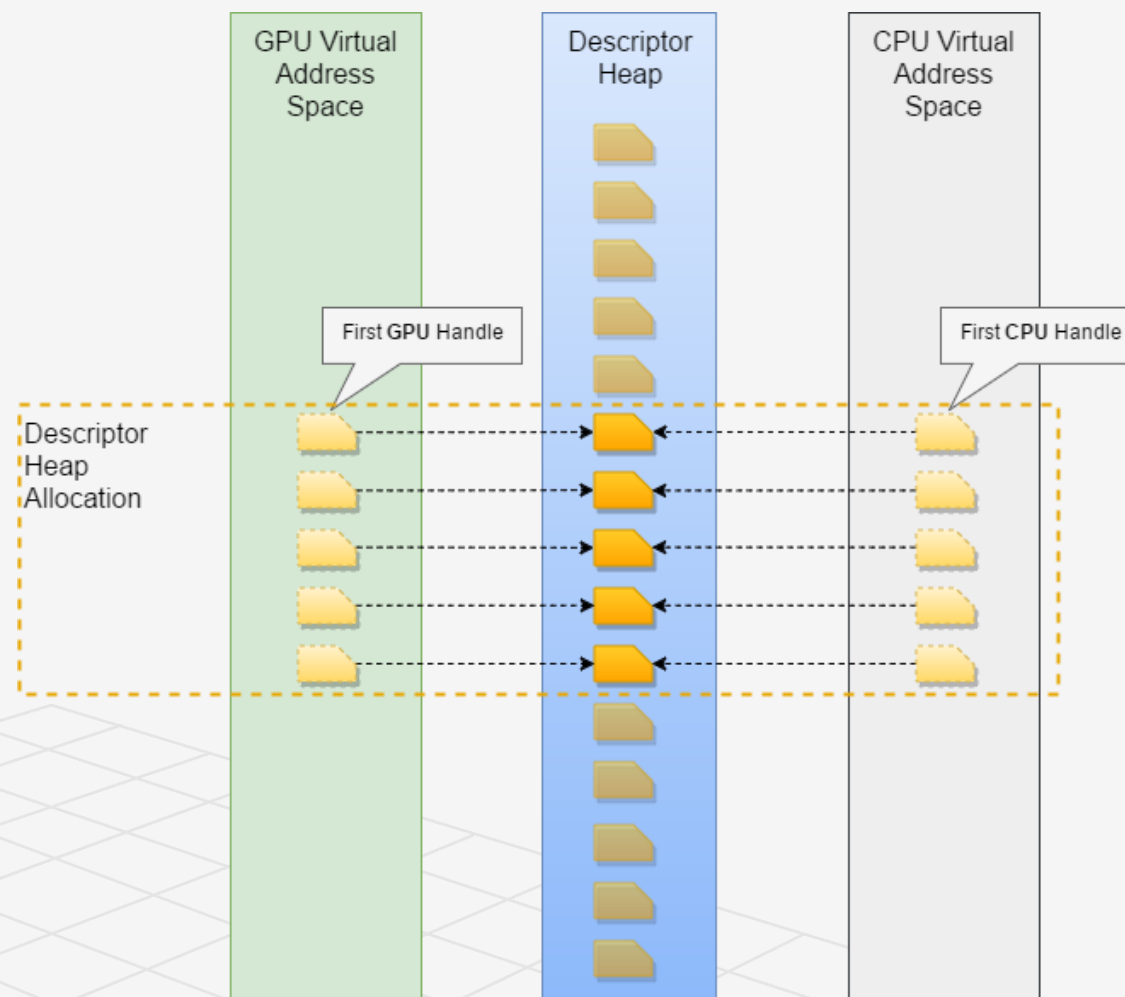 GPU Virtual
Address
Space
Descriptor
Heap
CPU Virtual
Address
Space
First GPU Handle
First CPU Handle
Descriptor
Heap
Allocation